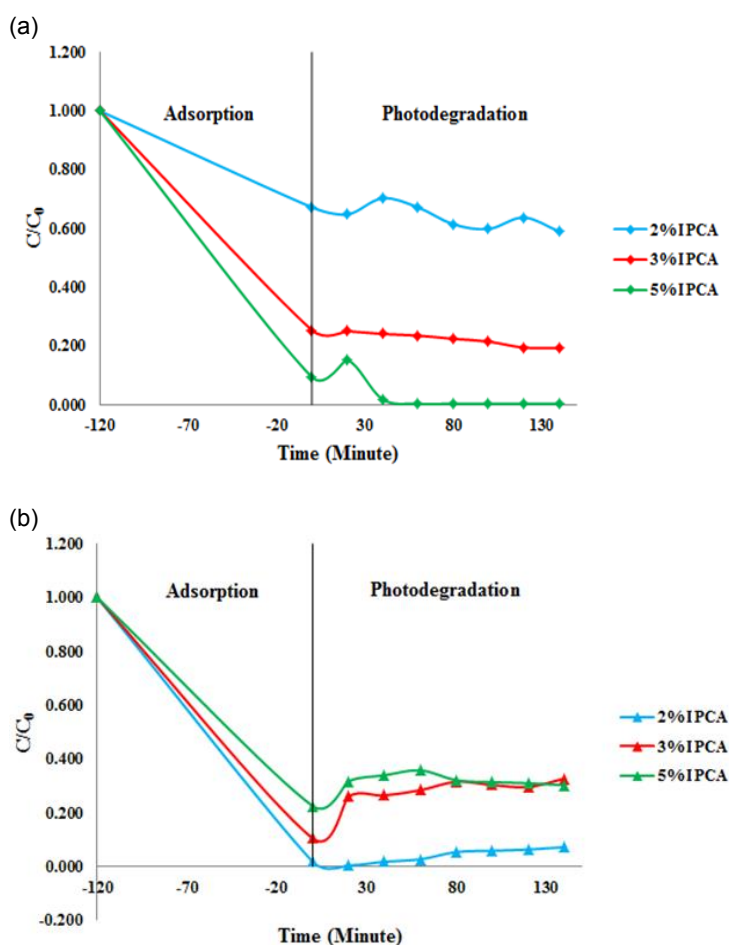 (a)
1.200
1.000
0.800
0.600
0.400
0.200
0.000
C/C₀
Adsorption
Photodegradation
2%IPCA
3%IPCA
5%IPCA
-120 -70 -20 30 80 130
Time (Minute)
(b)
1.200
1.000
0.800
0.600
0.400
0.200
0.000
-0.200
C/C₀
Adsorption
Photodegradation
2%IPCA
3%IPCA
5%IPCA
-120 -70 -20 30 80 130
Time (Minute)